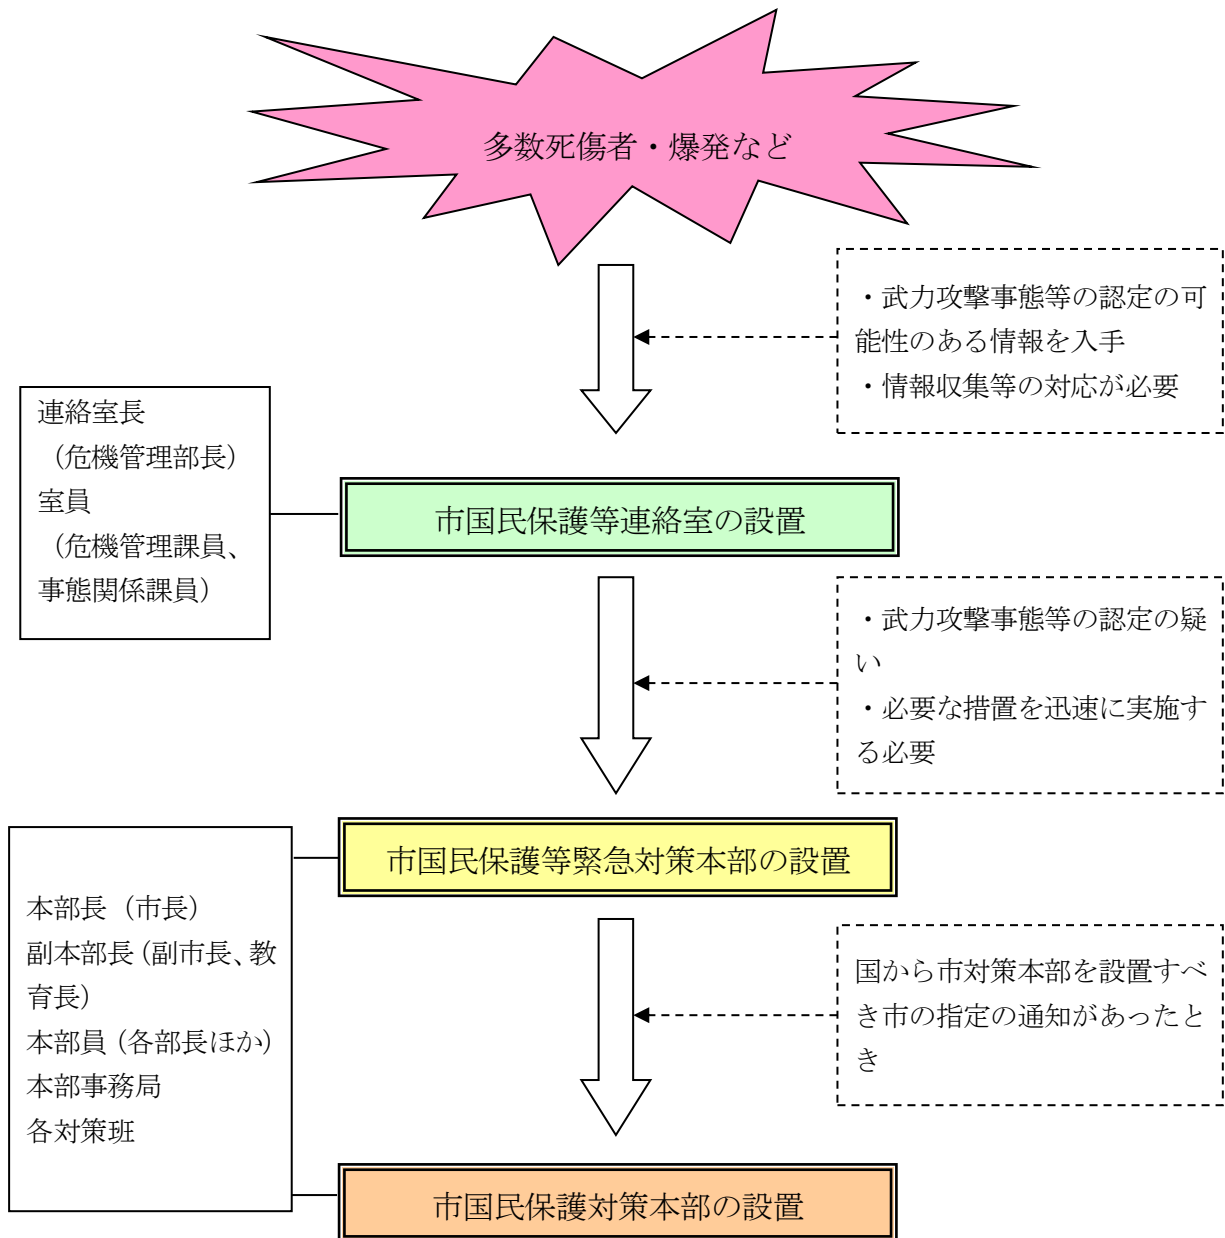 多数死傷者・爆発など
・武力攻撃事態等の認定の可
能性のある情報を入手
・情報収集等の対応が必要
連絡室長
（危機管理部長）
室員
（危機管理課員、
事態関係課員）
市国民保護等連絡室の設置
・武力攻撃事態等の認定の疑
い
・必要な措置を迅速に実施す
る必要
市国民保護等緊急対策本部の設置
本部長（市長）
副本部長（副市長、教
育長）
本部員（各部長ほか）
本部事務局
各対策班
国から市対策本部を設置すべ
き市の指定の通知があったと
き
市国民保護対策本部の設置